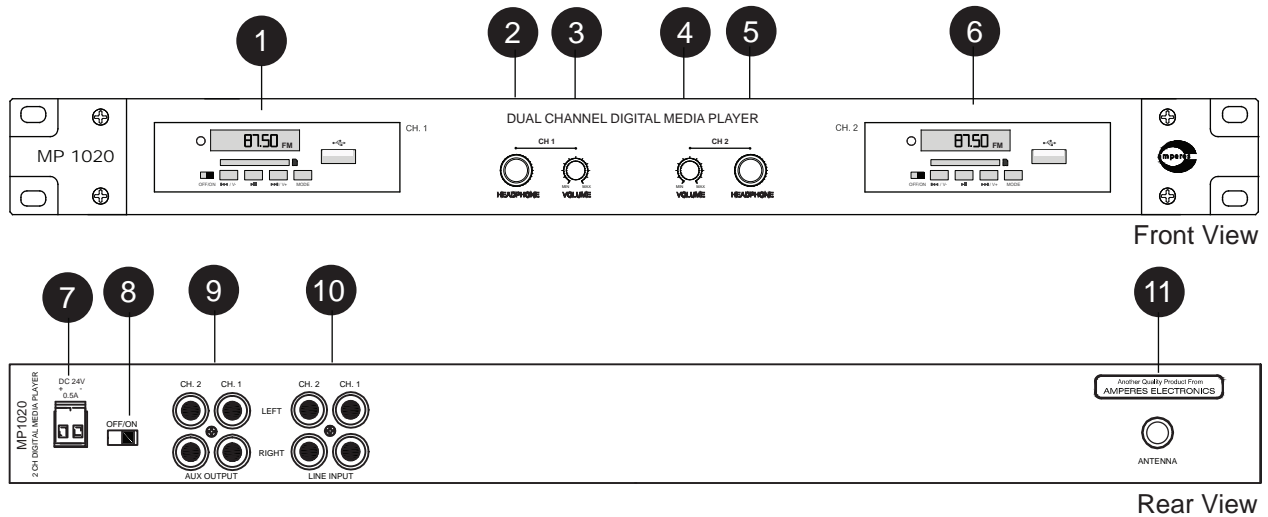 1 2 3 4 5 6
DUAL CHANNEL DIGITAL MEDIA PLAYER
MP 1020
CH. 1
87.50 FM
OFF/ON ⏮ / V- ⏯ ⏭ / V+ MODE
CH 1
HEADPHONE
MIN MAX
VOLUME
CH 2
MIN MAX
VOLUME
HEADPHONE
CH. 2
87.50 FM
OFF/ON ⏮ / V- ⏯ ⏭ / V+ MODE
mperes
Front View
7 8 9 10 11
MP1020
2 CH DIGITAL MEDIA PLAYER
DC 24V
+ -
0.5A
OFF/ON
CH. 2 CH. 1
AUX OUTPUT
LEFT
RIGHT
CH. 2 CH. 1
LINE INPUT
Another Quality Product From
AMPERES ELECTRONICS
ANTENNA
Rear View